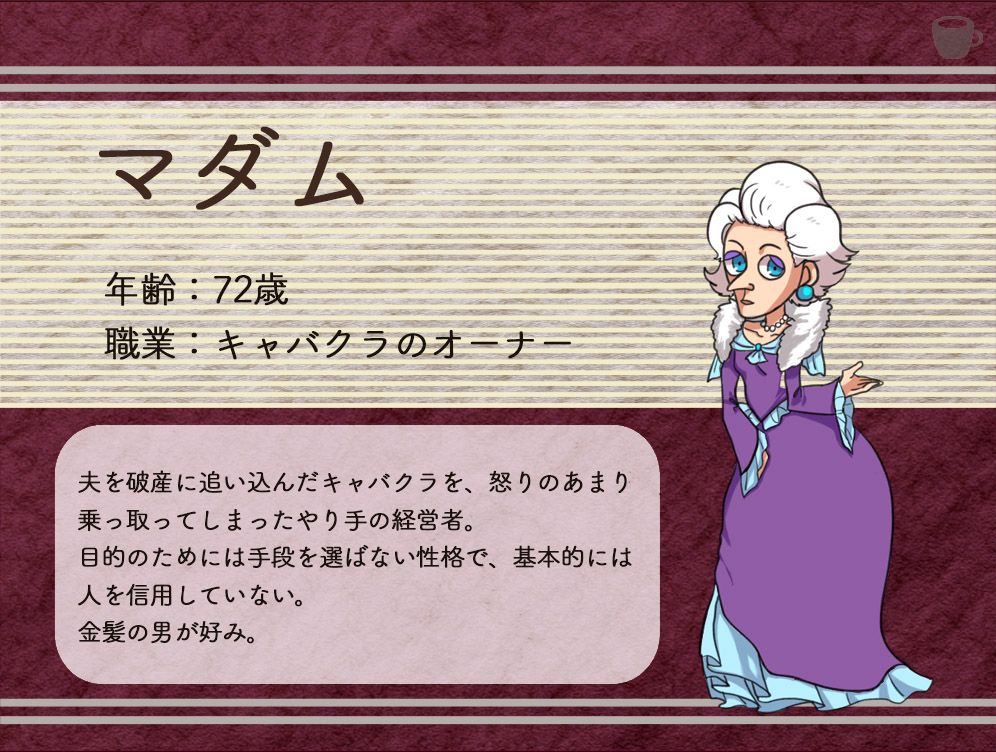 マダム
年齢：72歳
職業：キャバクラのオーナー
夫を破産に追い込んだキャバクラを、怒りのあまり
乗っ取ってしまったやり手の経営者。
目的のためには手段を選ばない性格で、基本的には
人を信用していない。
金髪の男が好み。